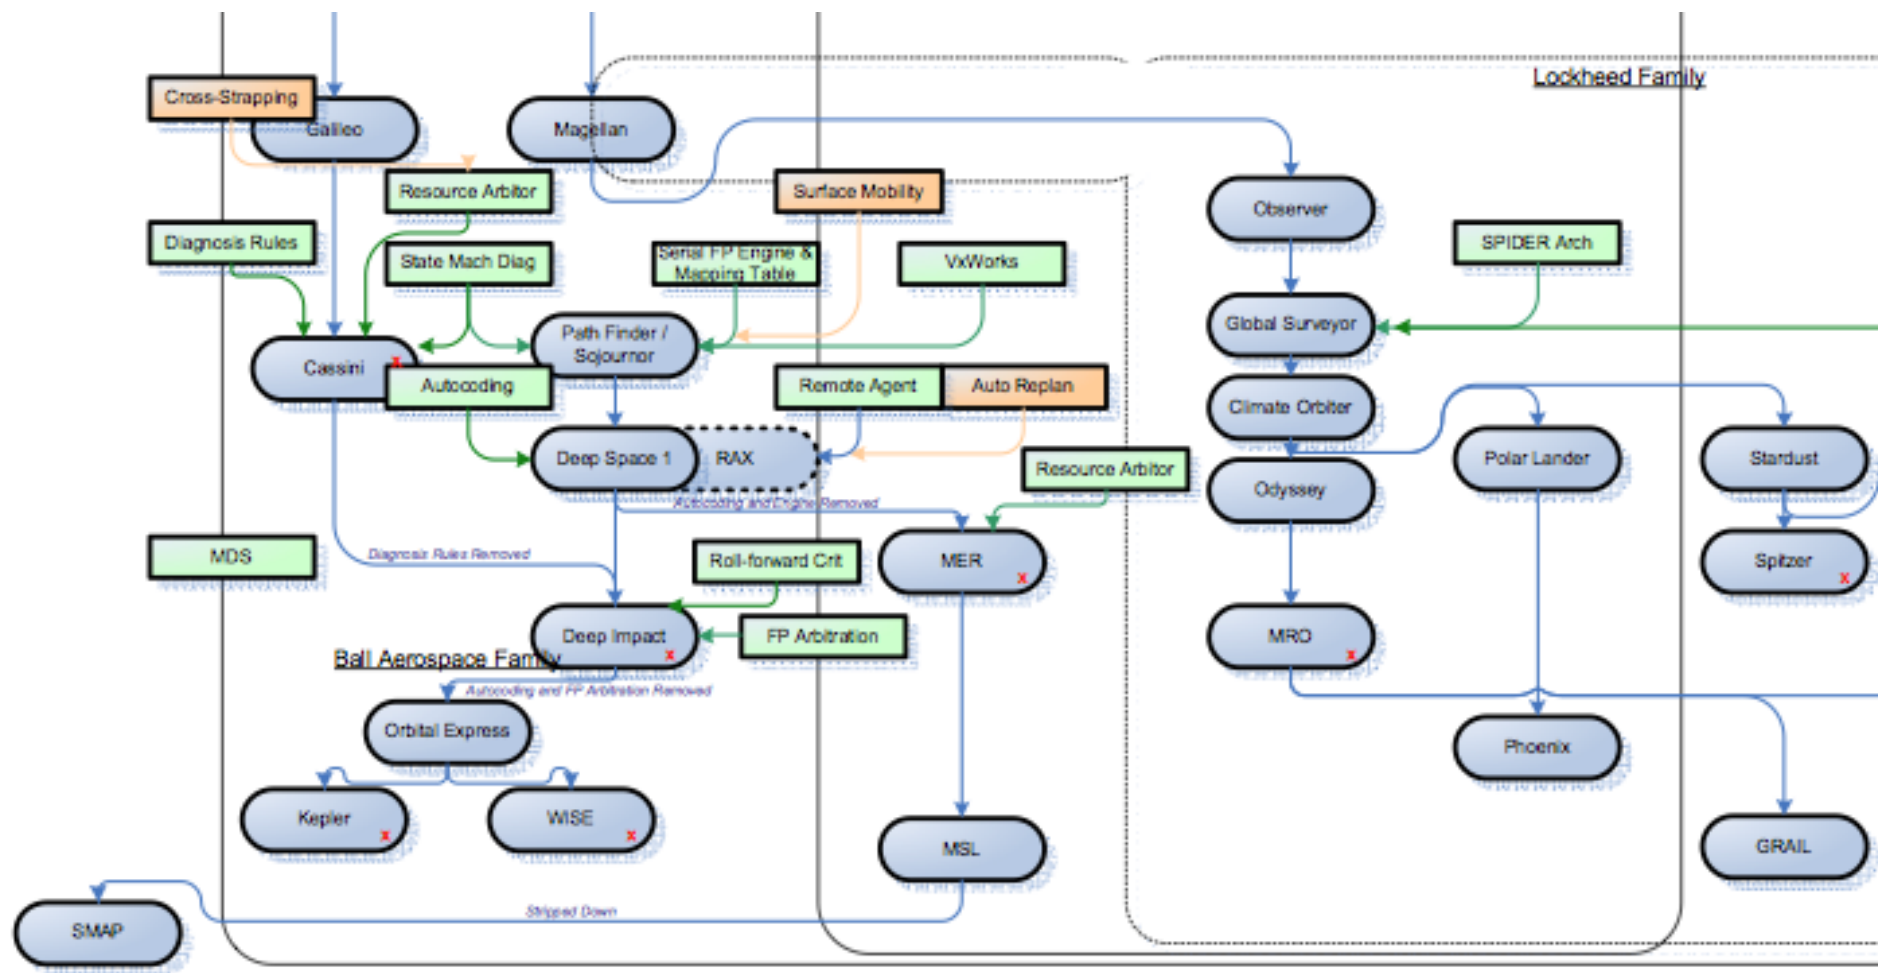 Lockheed Family
Cross-Strapping
Galileo
Magellan
Resource Arbitor
Surface Mobility
Observer
Diagnosis Rules
State Mach Diag
Serial FP Engine &
Mapping Table
VxWorks
SPIDER Arch
Path Finder /
Sojournor
Global Surveyor
Cassini
x
Autocoding
Remote Agent
Auto Replan
Climate Orbiter
Deep Space 1
RAX
Resource Arbitor
Odyssey
Polar Lander
Stardust
Autocoding and Engine Removed
MDS
Diagnosis Rules Removed
Roll-forward Crit
MER
x
Spitzer
x
Deep Impact
x
FP Arbitration
MRO
x
Ball Aerospace Family
Autocoding and FP Arbitration Removed
Orbital Express
Phoenix
Kepler
x
WISE
x
MSL
GRAIL
Stripped Down
SMAP